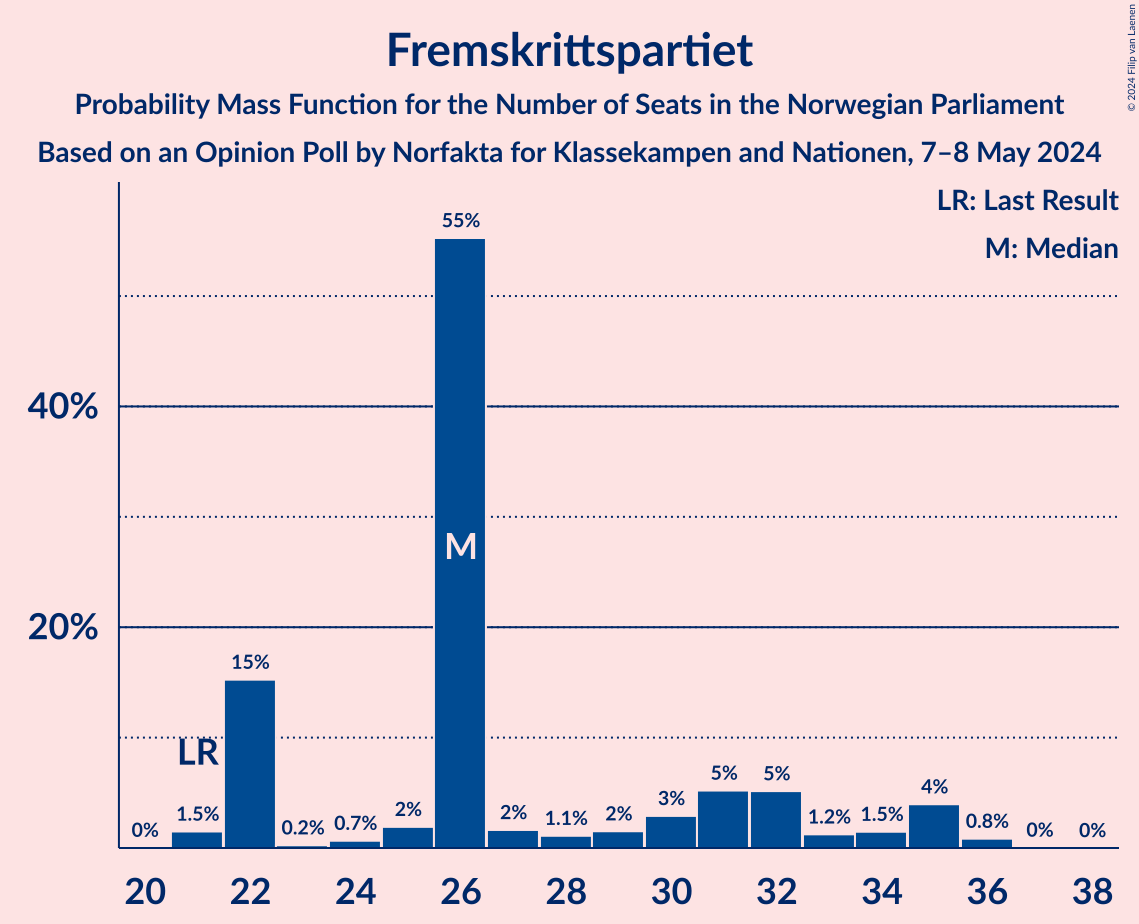 Fremskrittspartiet
Probability Mass Function for the Number of Seats in the Norwegian Parliament
Based on an Opinion Poll by Norfakta for Klassekampen and Nationen, 7–8 May 2024
© 2024 Filip van Laenen
LR: Last Result
M: Median
55%
40%
M
20%
15%
LR
0%
1.5%
0.2%
0.7%
2%
2%
1.1%
2%
3%
5%
5%
1.2%
1.5%
4%
0.8%
0%
0%
20 22 24 26 28 30 32 34 36 38